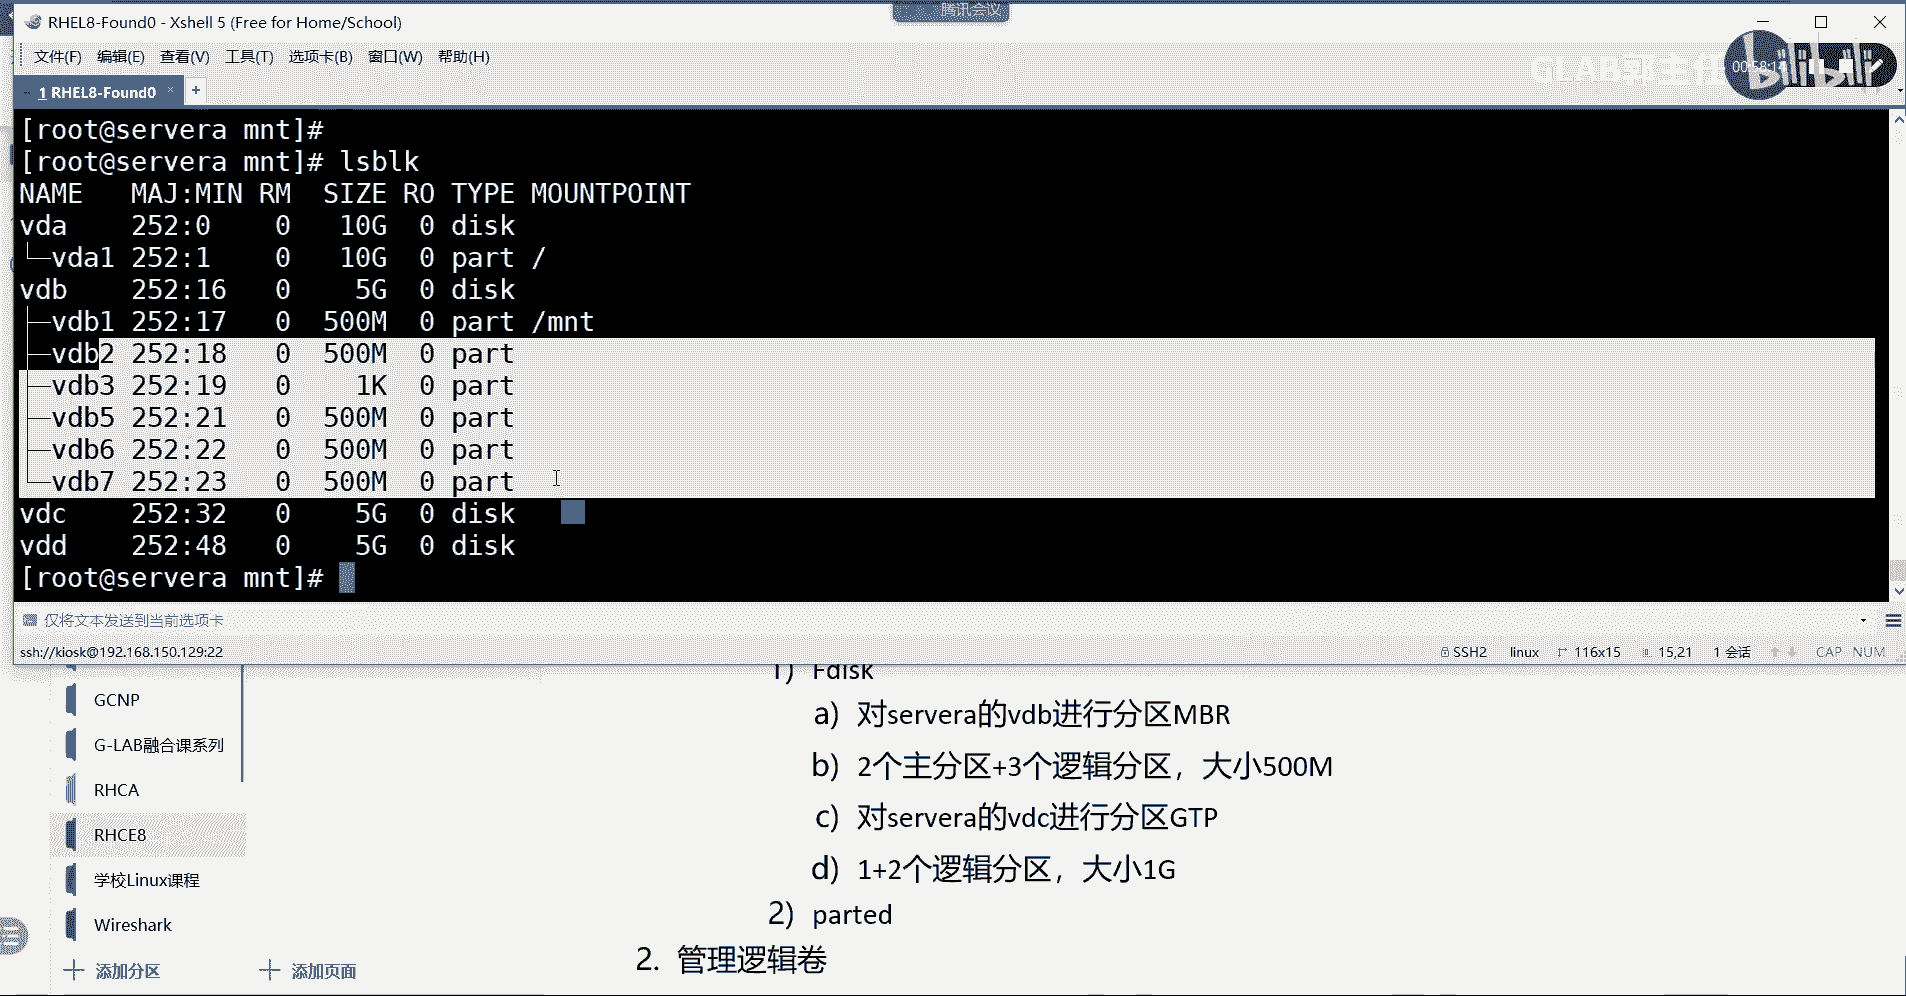 腾讯会议
RHEL8-Found0 - Xshell 5 (Free for Home/School)
文件(F) 编辑(E) 查看(V) 工具(T) 选项卡(B) 窗口(W) 帮助(H)
GLAB郭主任
bilibili
1 RHEL8-Found0
[root@servera mnt]#
[root@servera mnt]# lsblk
NAME MAJ:MIN RM SIZE RO TYPE MOUNTPOINT
vda 252:0 0 10G 0 disk
└─vda1 252:1 0 10G 0 part /
vdb 252:16 0 5G 0 disk
├─vdb1 252:17 0 500M 0 part /mnt
├─vdb2 252:18 0 500M 0 part
├─vdb3 252:19 0 1K 0 part
├─vdb5 252:21 0 500M 0 part
├─vdb6 252:22 0 500M 0 part
└─vdb7 252:23 0 500M 0 part
vdc 252:32 0 5G 0 disk
vdd 252:48 0 5G 0 disk
[root@servera mnt]#
仅将文本发送到当前选项卡
ssh://kiosk@192.168.150.129:22 SSH2 linux 116x15 15,21 1 会话 CAP NUM
GCNP
G-LAB融合课系列
RHCA
RHCE8
学校Linux课程
Wireshark
添加分区 添加页面
1) Fdisk
a) 对servera的vdb进行分区MBR
b) 2个主分区+3个逻辑分区，大小500M
c) 对servera的vdc进行分区GTP
d) 1+2个逻辑分区，大小1G
2) parted
2. 管理逻辑卷